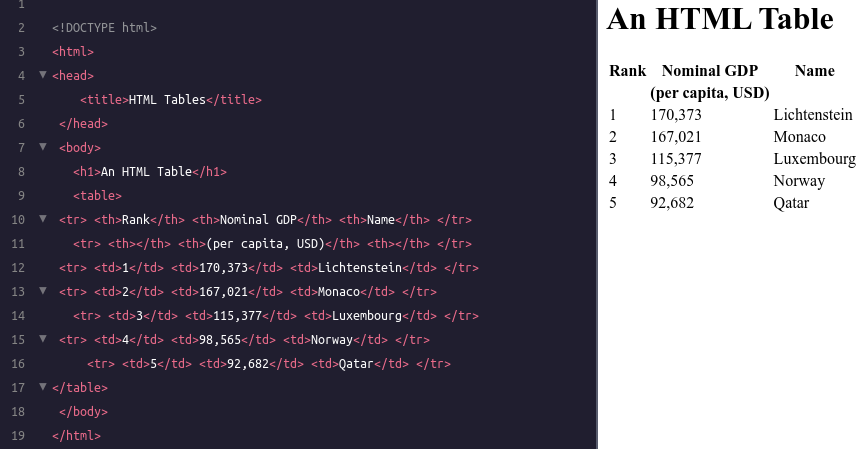 1
2 <!DOCTYPE html>
3 <html>
4 <head>
5 <title>HTML Tables</title>
6 </head>
7 <body>
8 <h1>An HTML Table</h1>
9 <table>
10 <tr> <th>Rank</th> <th>Nominal GDP</th> <th>Name</th> </tr>
11 <tr> <th></th> <th>(per capita, USD)</th> <th></th> </tr>
12 <tr> <td>1</td> <td>170,373</td> <td>Lichtenstein</td> </tr>
13 <tr> <td>2</td> <td>167,021</td> <td>Monaco</td> </tr>
14 <tr> <td>3</td> <td>115,377</td> <td>Luxembourg</td> </tr>
15 <tr> <td>4</td> <td>98,565</td> <td>Norway</td> </tr>
16 <tr> <td>5</td> <td>92,682</td> <td>Qatar</td> </tr>
17 </table>
18 </body>
19 </html>
An HTML Table
Rank Nominal GDP Name
(per capita, USD)
1 170,373 Lichtenstein
2 167,021 Monaco
3 115,377 Luxembourg
4 98,565 Norway
5 92,682 Qatar